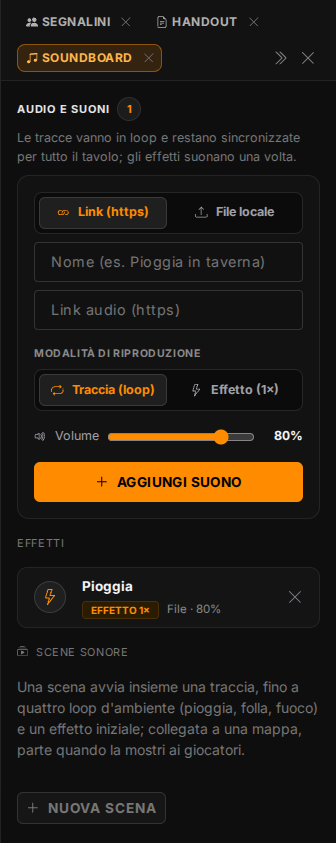 SEGNALINI
HANDOUT
SOUNDBOARD
AUDIO E SUONI 1
Le tracce vanno in loop e restano sincronizzate
per tutto il tavolo; gli effetti suonano una volta.
Link (https) File locale
Nome (es. Pioggia in taverna)
Link audio (https)
MODALITÀ DI RIPRODUZIONE
Traccia (loop) Effetto (1×)
Volume 80%
+ AGGIUNGI SUONO
EFFETTI
Pioggia
EFFETTO 1× File · 80%
SCENE SONORE
Una scena avvia insieme una traccia, fino a
quattro loop d'ambiente (pioggia, folla, fuoco)
e un effetto iniziale; collegata a una mappa,
parte quando la mostri ai giocatori.
+ NUOVA SCENA